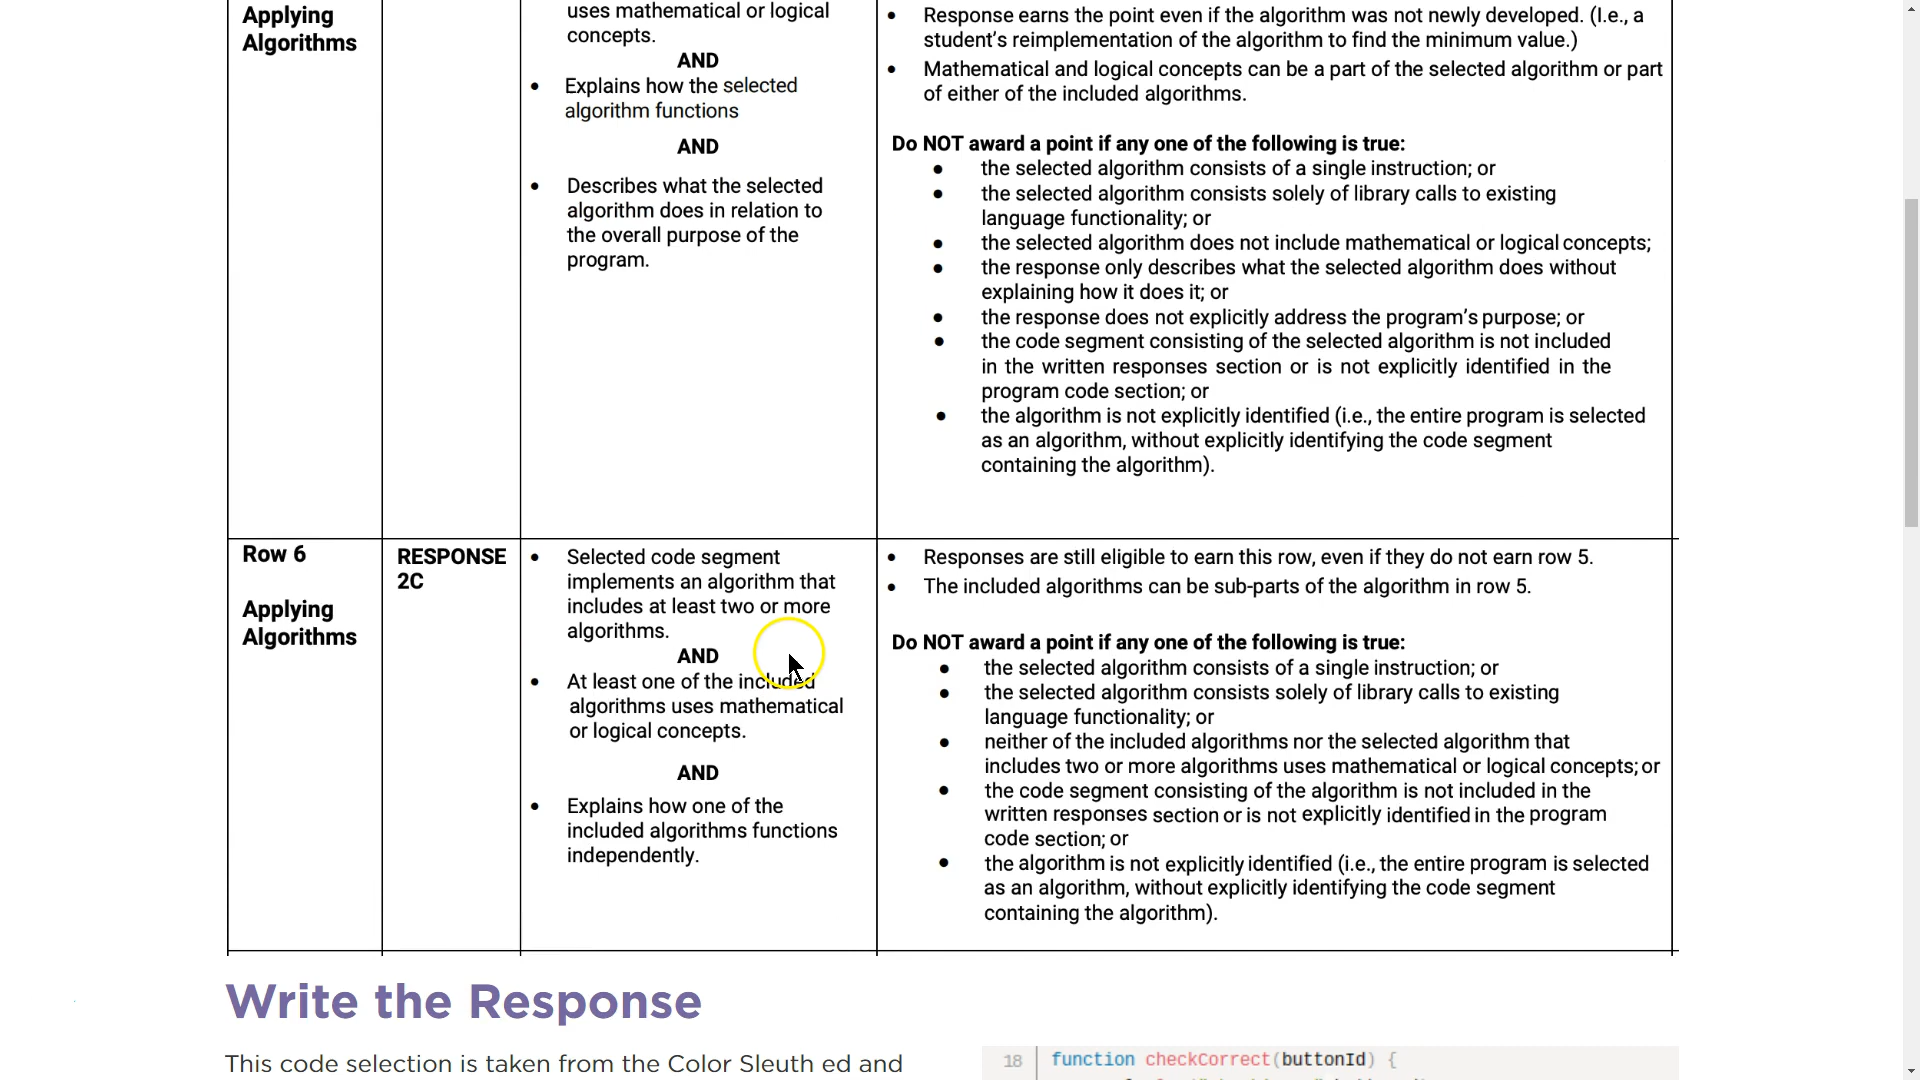 Applying
Algorithms
uses mathematical or logical
concepts.
AND
• Explains how the selected
algorithm functions
AND
• Describes what the selected
algorithm does in relation to
the overall purpose of the
program.
• Response earns the point even if the algorithm was not newly developed. (I.e., a
student's reimplementation of the algorithm to find the minimum value.)
• Mathematical and logical concepts can be a part of the selected algorithm or part
of either of the included algorithms.
Do NOT award a point if any one of the following is true:
• the selected algorithm consists of a single instruction; or
• the selected algorithm consists solely of library calls to existing
language functionality; or
• the selected algorithm does not include mathematical or logical concepts;
• the response only describes what the selected algorithm does without
explaining how it does it; or
• the response does not explicitly address the program's purpose; or
• the code segment consisting of the selected algorithm is not included
in the written responses section or is not explicitly identified in the
program code section; or
• the algorithm is not explicitly identified (i.e., the entire program is selected
as an algorithm, without explicitly identifying the code segment
containing the algorithm).
Row 6
Applying
Algorithms
RESPONSE
2C
• Selected code segment
implements an algorithm that
includes at least two or more
algorithms.
AND
• At least one of the included
algorithms uses mathematical
or logical concepts.
AND
• Explains how one of the
included algorithms functions
independently.
• Responses are still eligible to earn this row, even if they do not earn row 5.
• The included algorithms can be sub-parts of the algorithm in row 5.
Do NOT award a point if any one of the following is true:
• the selected algorithm consists of a single instruction; or
• the selected algorithm consists solely of library calls to existing
language functionality; or
• neither of the included algorithms nor the selected algorithm that
includes two or more algorithms uses mathematical or logical concepts; or
• the code segment consisting of the algorithm is not included in the
written responses section or is not explicitly identified in the program
code section; or
• the algorithm is not explicitly identified (i.e., the entire program is selected
as an algorithm, without explicitly identifying the code segment
containing the algorithm).
Write the Response
This code selection is taken from the Color Sleuth ed and
18 function checkCorrect(buttonId) {